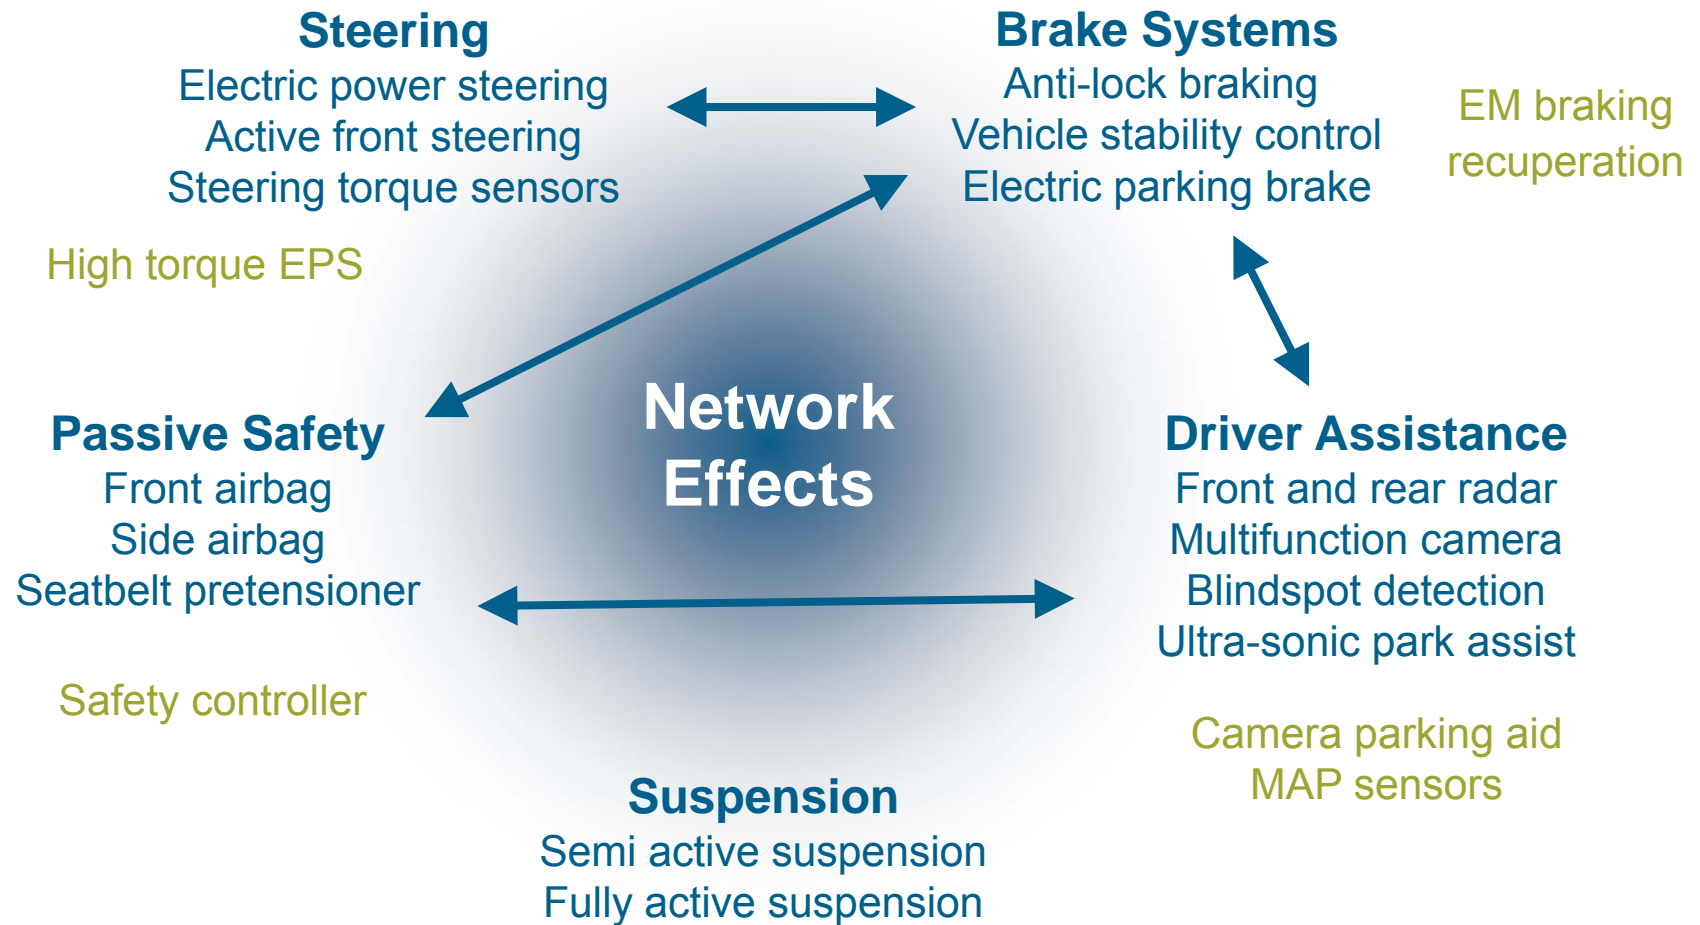 Steering
Electric power steering
Active front steering
Steering torque sensors
High torque EPS
Brake Systems
Anti-lock braking
Vehicle stability control
Electric parking brake
EM braking
recuperation
Network
Effects
Passive Safety
Front airbag
Side airbag
Seatbelt pretensioner
Safety controller
Driver Assistance
Front and rear radar
Multifunction camera
Blindspot detection
Ultra-sonic park assist
Camera parking aid
MAP sensors
Suspension
Semi active suspension
Fully active suspension